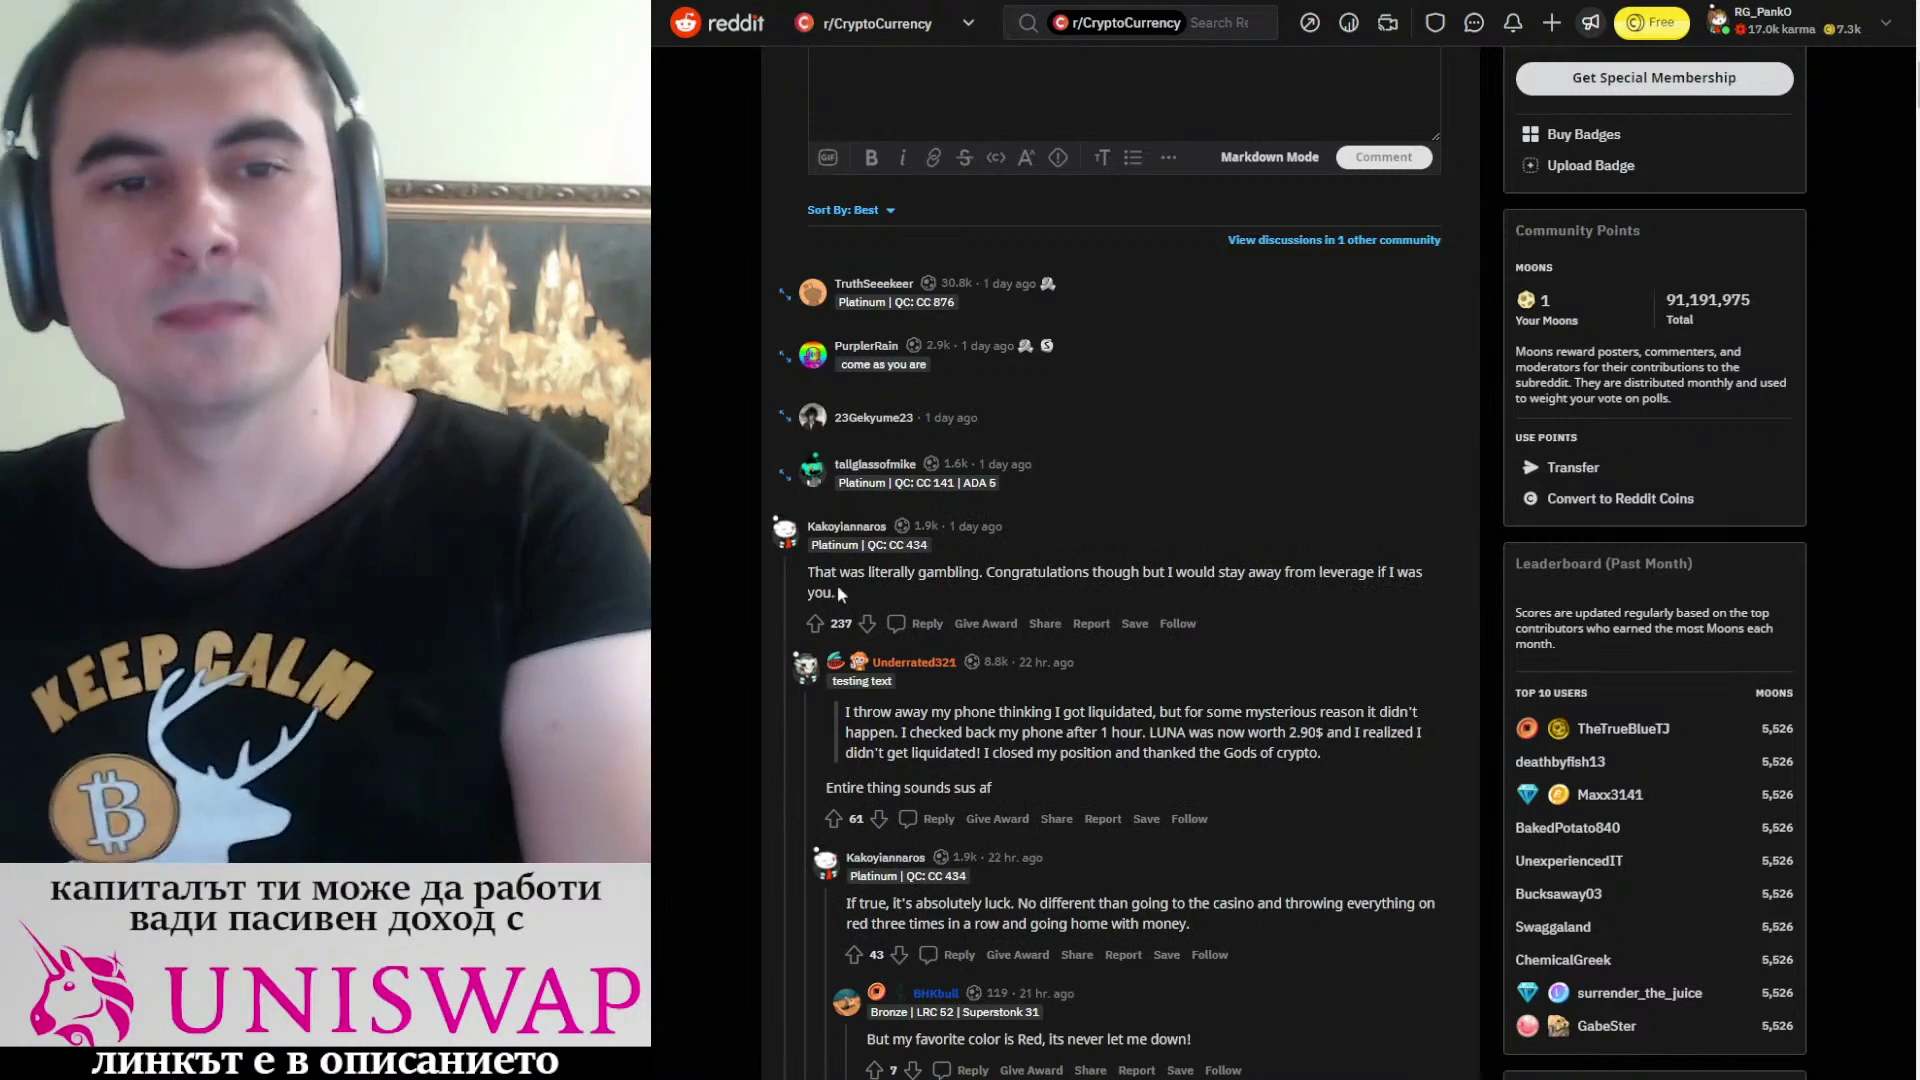 reddit
r/CryptoCurrency
r/CryptoCurrency
Search Re
Free
RG_PankO
17.0k karma
7.3k
Markdown Mode
Comment
Sort By: Best
View discussions in 1 other community
TruthSeeekeer 30.8k · 1 day ago
Platinum | QC: CC 876
PurplerRain 2.9k · 1 day ago
come as you are
23Gekyume23 · 1 day ago
tallglassofmike 1.6k · 1 day ago
Platinum | QC: CC 141 | ADA 5
Kakoyiannaros 1.9k · 1 day ago
Platinum | QC: CC 434
That was literally gambling. Congratulations though but I would stay away from leverage if I was
you.
237 Reply Give Award Share Report Save Follow
Underrated321 8.8k · 22 hr. ago
testing text
I throw away my phone thinking I got liquidated, but for some mysterious reason it didn't
happen. I checked back my phone after 1 hour. LUNA was now worth 2.90$ and I realized I
didn't get liquidated! I closed my position and thanked the Gods of crypto.
Entire thing sounds sus af
61 Reply Give Award Share Report Save Follow
Kakoyiannaros 1.9k · 22 hr. ago
Platinum | QC: CC 434
If true, it's absolutely luck. No different than going to the casino and throwing everything on
red three times in a row and going home with money.
43 Reply Give Award Share Report Save Follow
BHKbull 119 · 21 hr. ago
Bronze | LRC 52 | Superstonk 31
But my favorite color is Red, its never let me down!
7 Reply Give Award Share Report Save Follow
Get Special Membership
Buy Badges
Upload Badge
Community Points
MOONS
1
Your Moons
91,191,975
Total
Moons reward posters, commenters, and
moderators for their contributions to the
subreddit. They are distributed monthly and used
to weight your vote on polls.
USE POINTS
Transfer
Convert to Reddit Coins
Leaderboard (Past Month)
Scores are updated regularly based on the top
contributors who earned the most Moons each
month.
TOP 10 USERS MOONS
TheTrueBlueTJ 5,526
deathbyfish13 5,526
Maxx3141 5,526
BakedPotato840 5,526
UnexperiencedIT 5,526
Bucksaway03 5,526
Swaggaland 5,526
ChemicalGreek 5,526
surrender_the_juice 5,526
GabeSter 5,526
KEEP CALM
капиталът ти може да работи
вади пасивен доход с
UNISWAP
линкът е в описанието